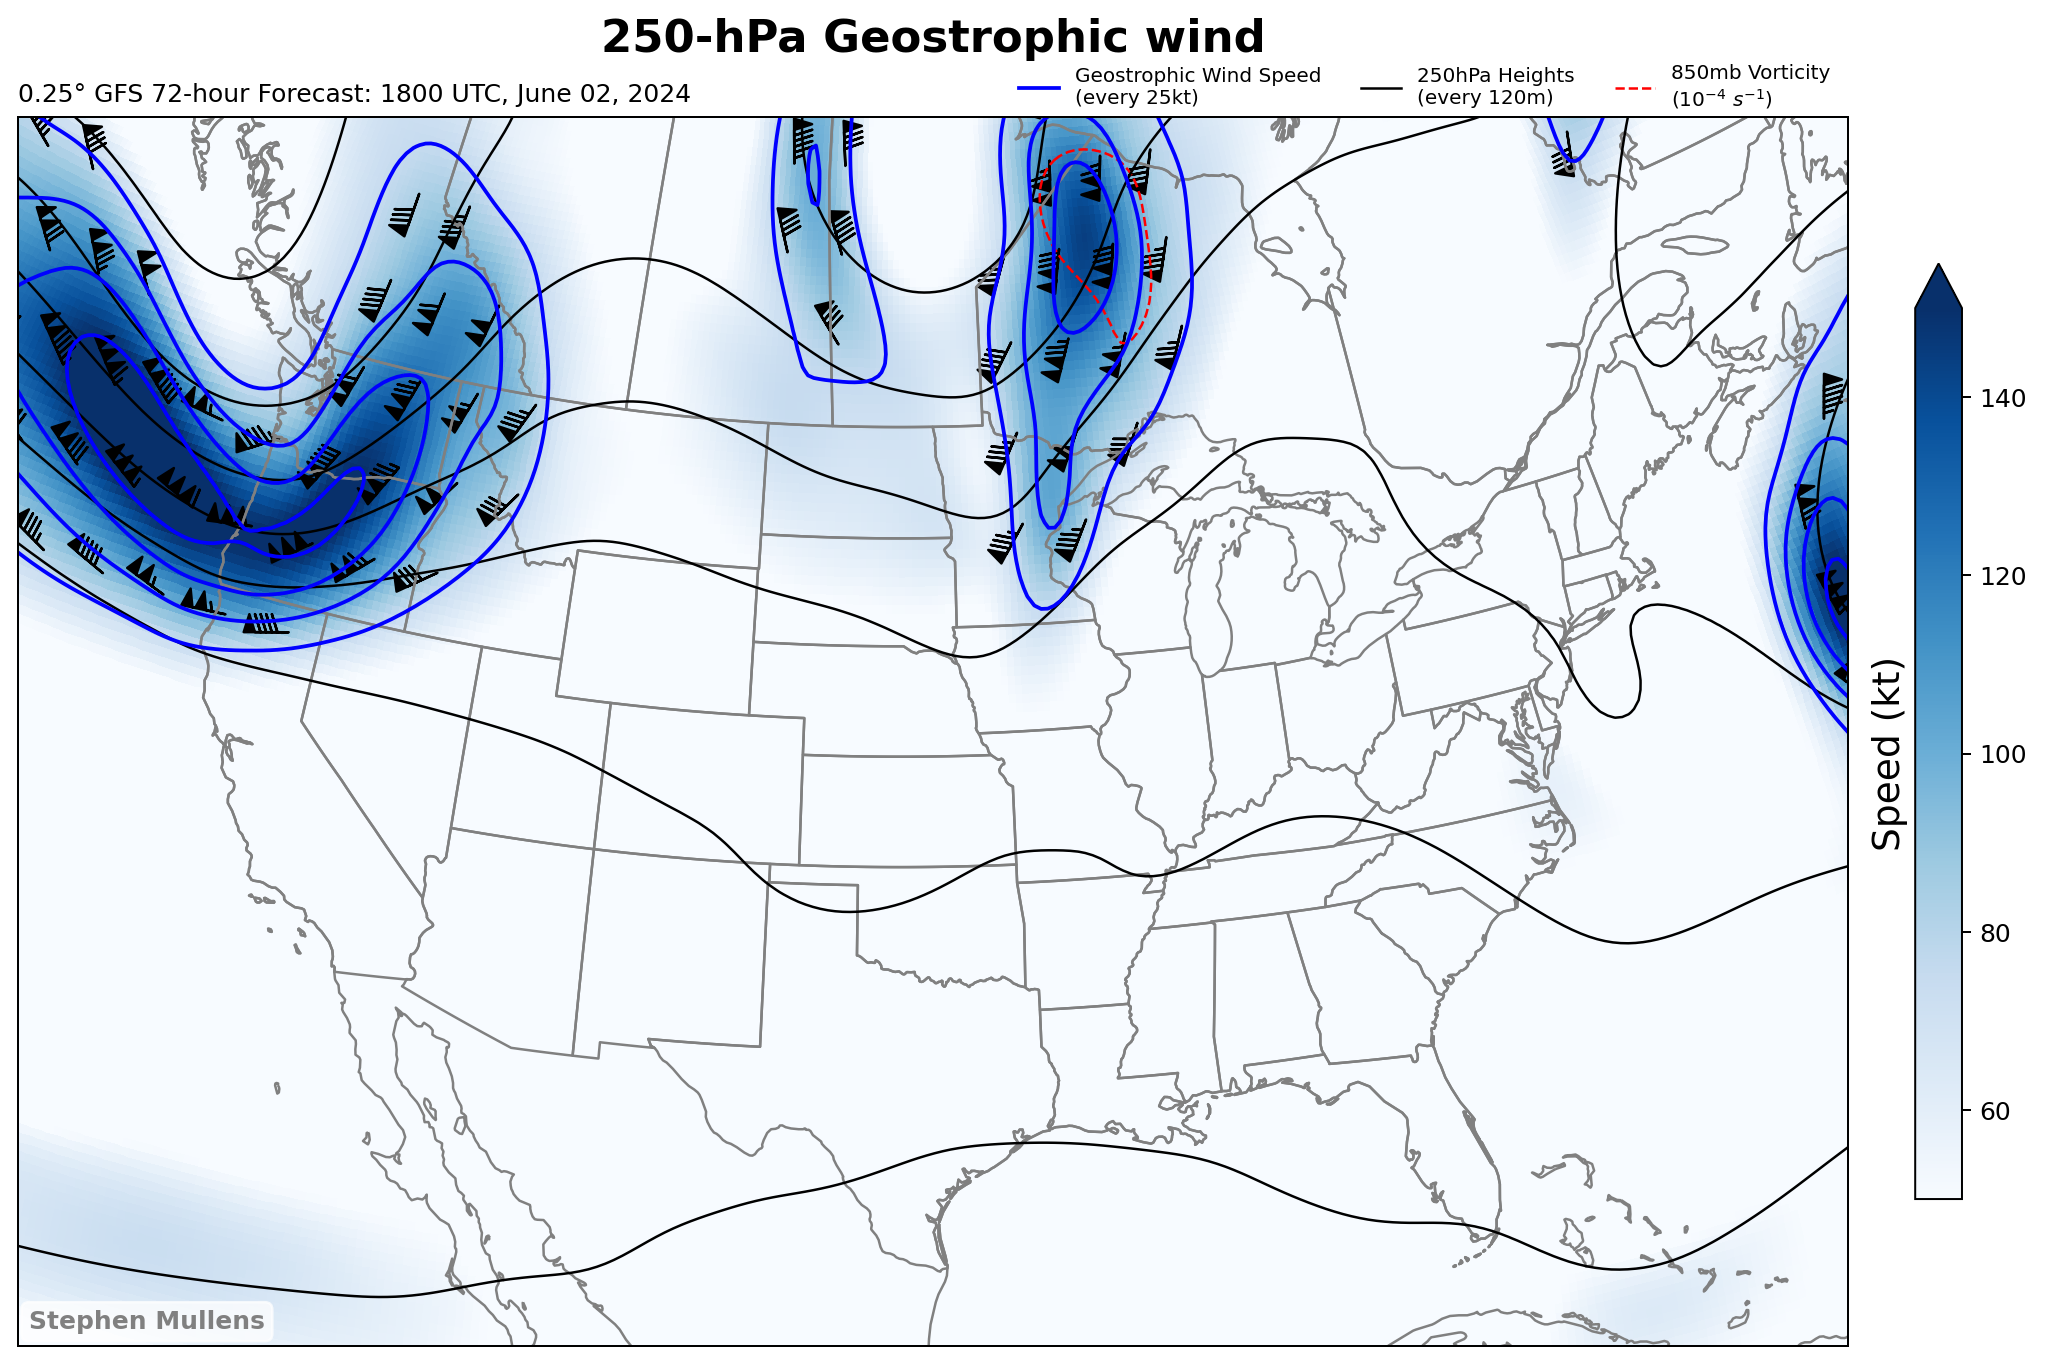 250-hPa Geostrophic wind
0.25° GFS 72-hour Forecast: 1800 UTC, June 02, 2024
Geostrophic Wind Speed
(every 25kt)
250hPa Heights
(every 120m)
850mb Vorticity
(10⁻⁴ s⁻¹)
140
120
100
80
60
Speed (kt)
Stephen Mullens